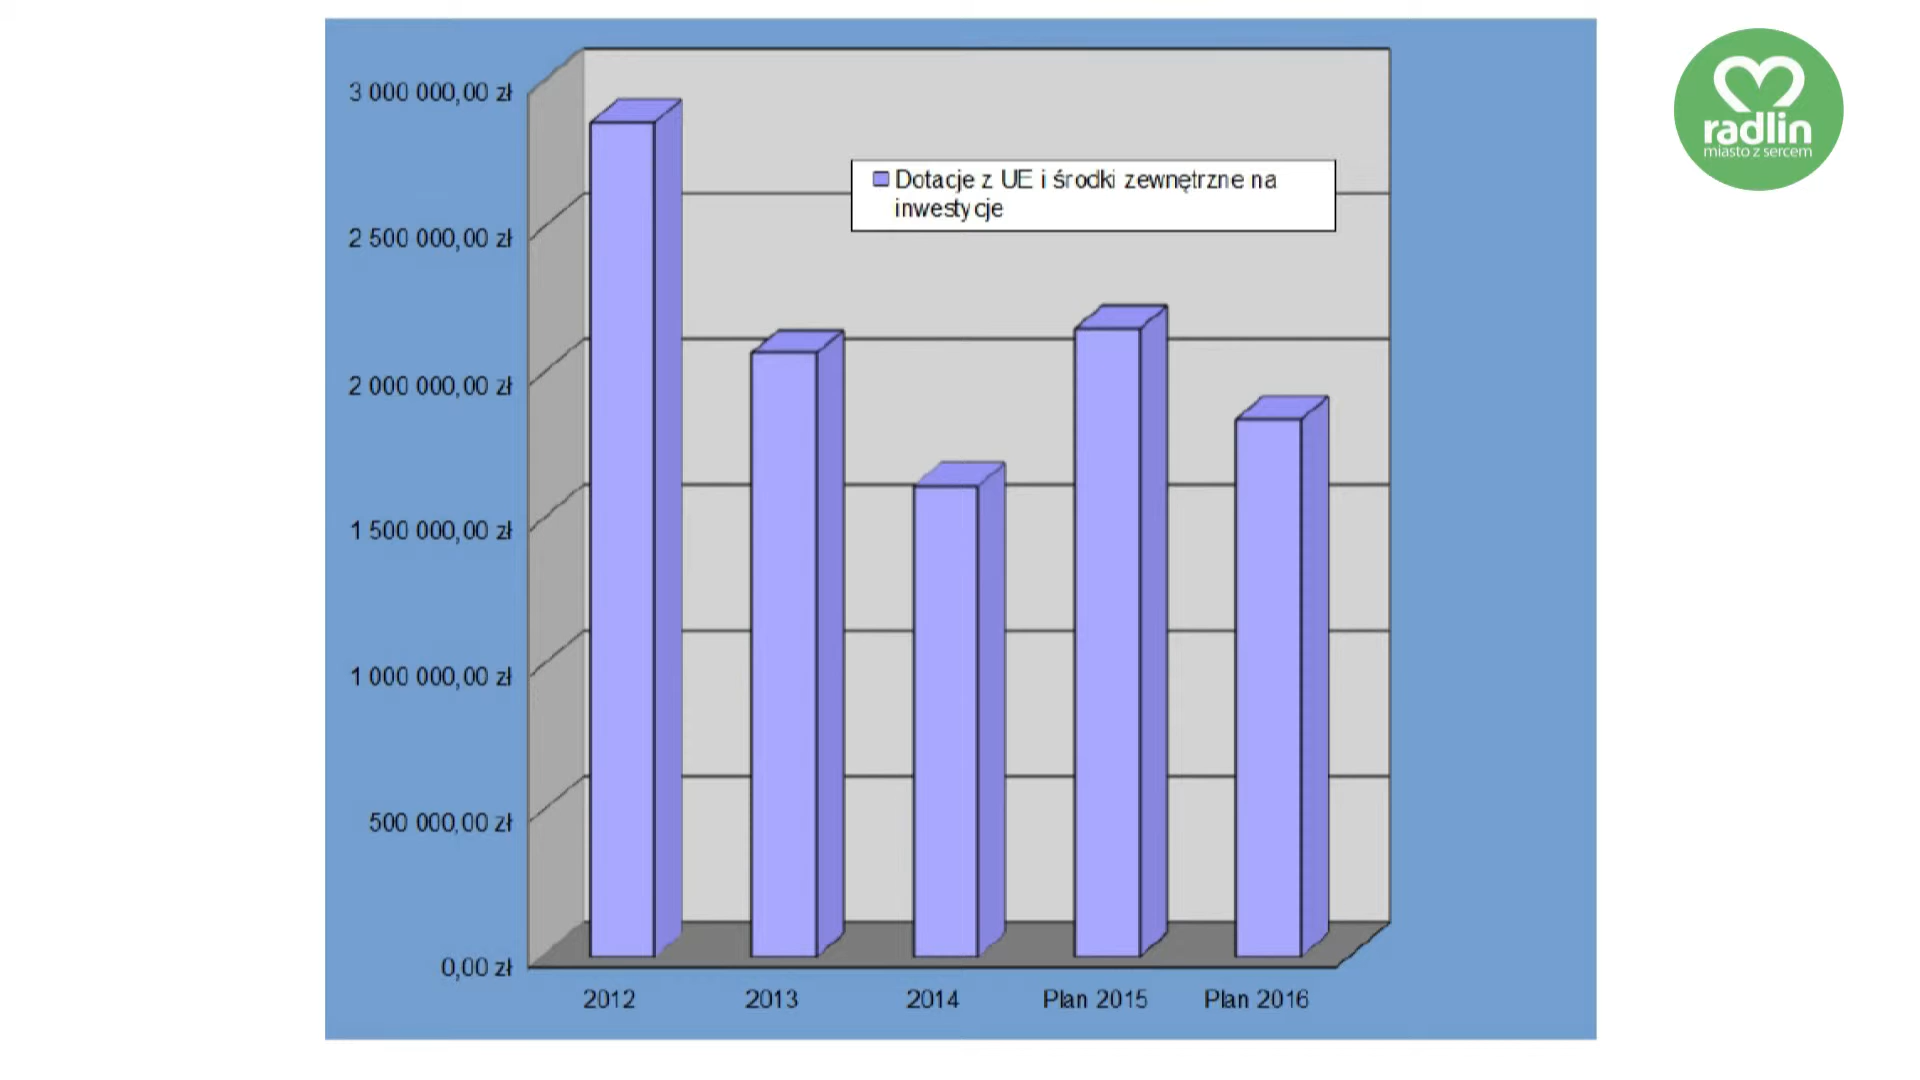 3 000 000,00 zł
2 500 000,00 zł
2 000 000,00 zł
1 500 000,00 zł
1 000 000,00 zł
500 000,00 zł
0,00 zł
Dotacje z UE i środki zewnętrzne na
inwestycje
2012
2013
2014
Plan 2015
Plan 2016
radlin
miasto z sercem